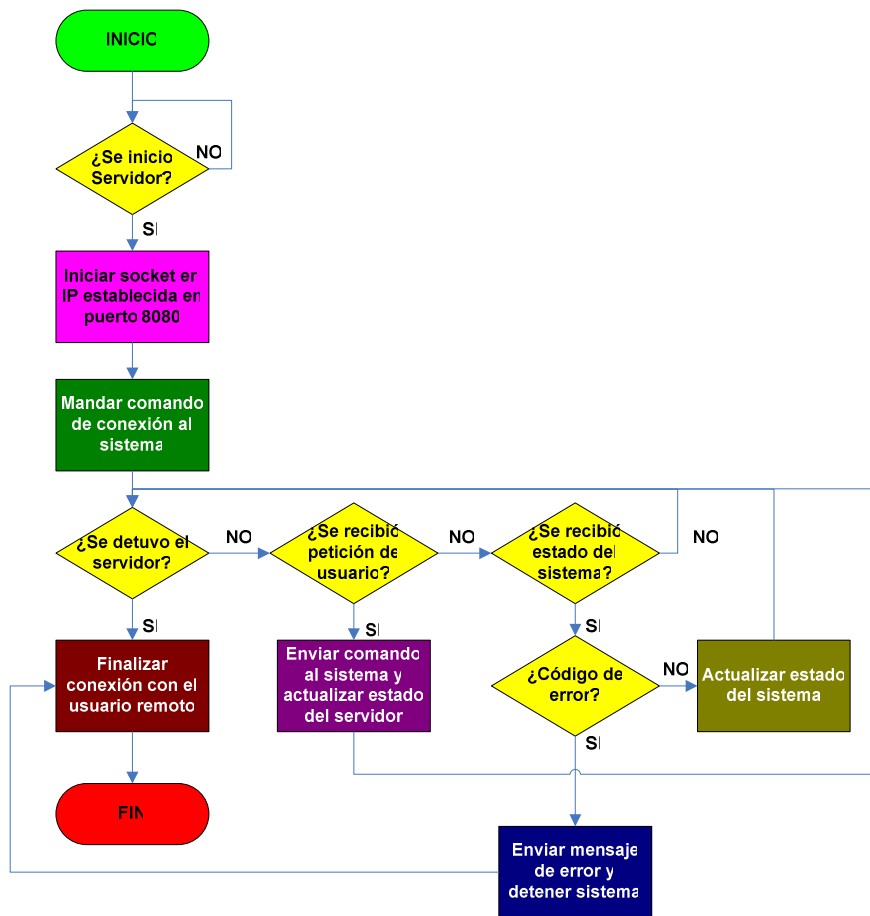 INICIO
¿Se inicio
Servidor?
NO
SI
Iniciar socket en
IP establecida en
puerto 8080
Mandar comando
de conexión al
sistema
¿Se detuvo el
servidor?
NO
¿Se recibió
petición de
usuario?
NO
¿Se recibió
estado del
sistema?
NO
SI
SI
SI
Finalizar
conexión con el
usuario remoto
Enviar comando
al sistema y
actualizar estado
del servidor
¿Código de
error?
NO
Actualizar estado
del sistema
SI
FIN
Enviar mensaje
de error y
detener sistema